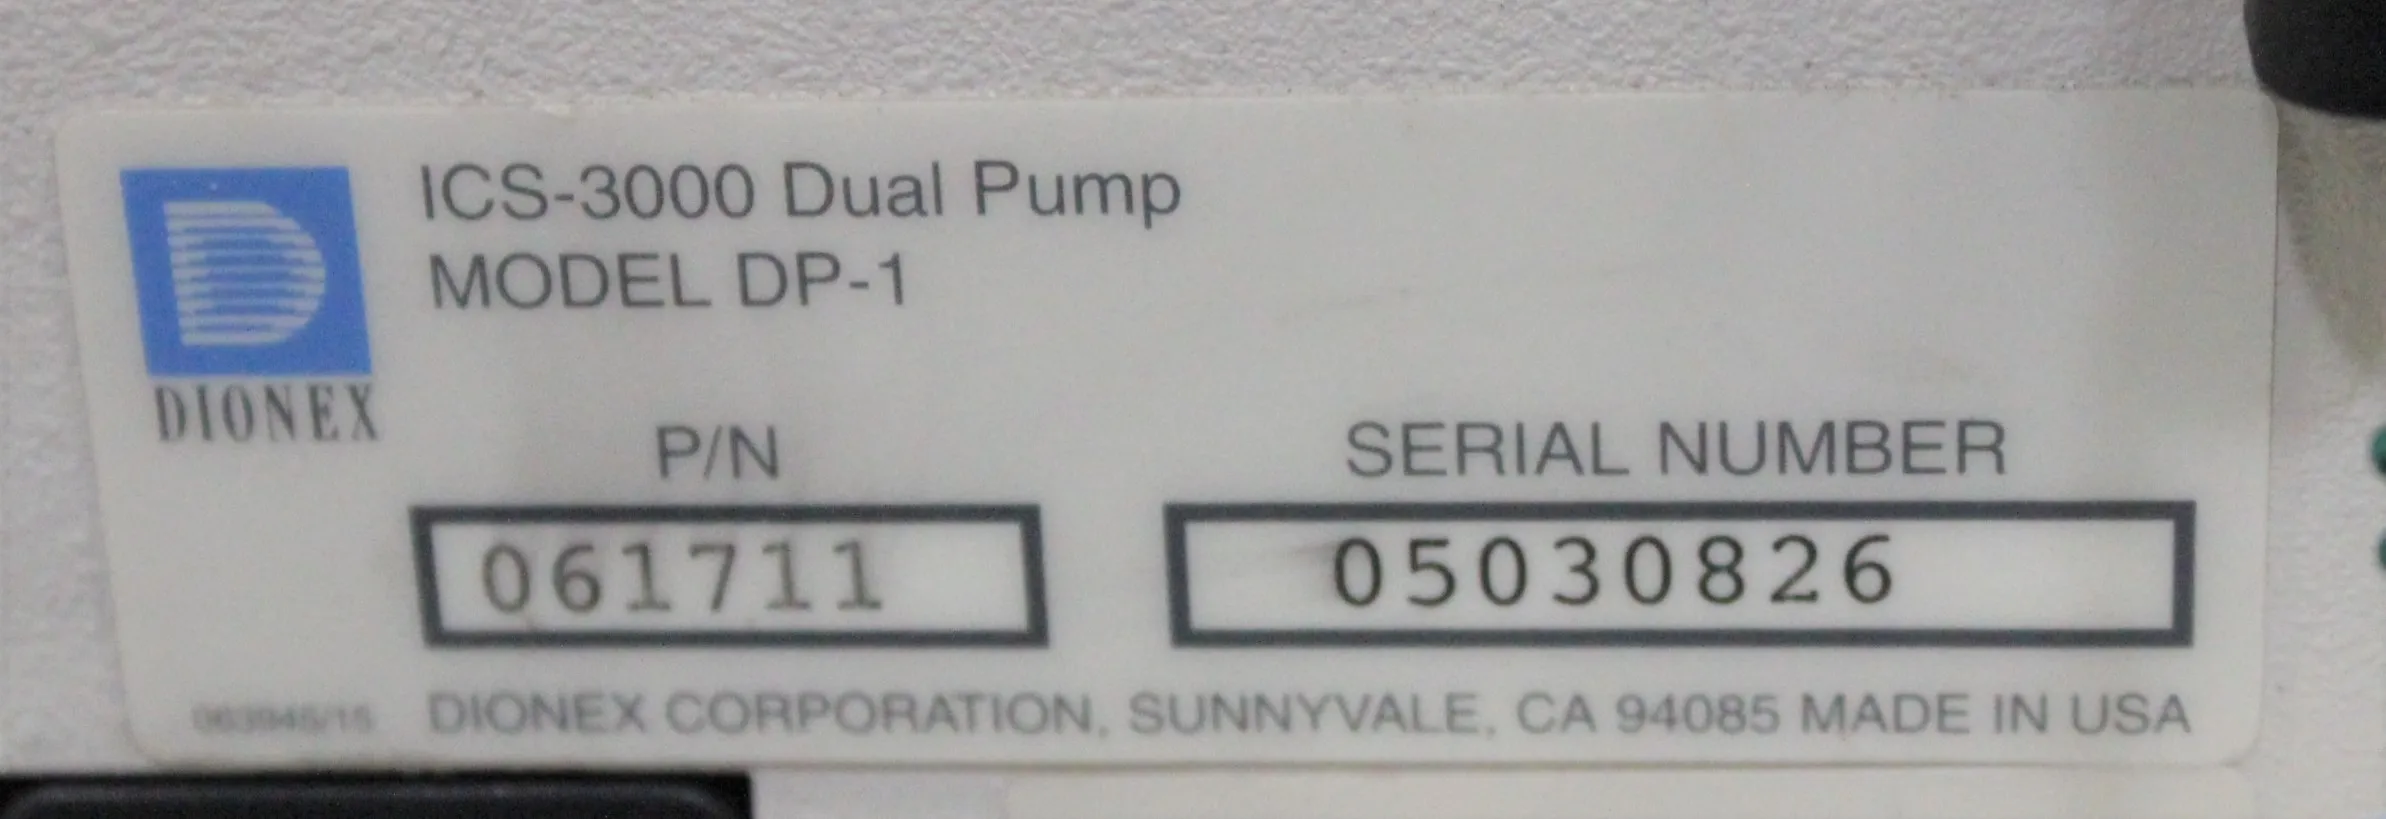 ICS-3000 Dual Pump
MODEL DP-1
DIONEX
P/N
SERIAL NUMBER
061711
05030826
DIONEX CORPORATION, SUNNYVALE, CA 94085 MADE IN USA